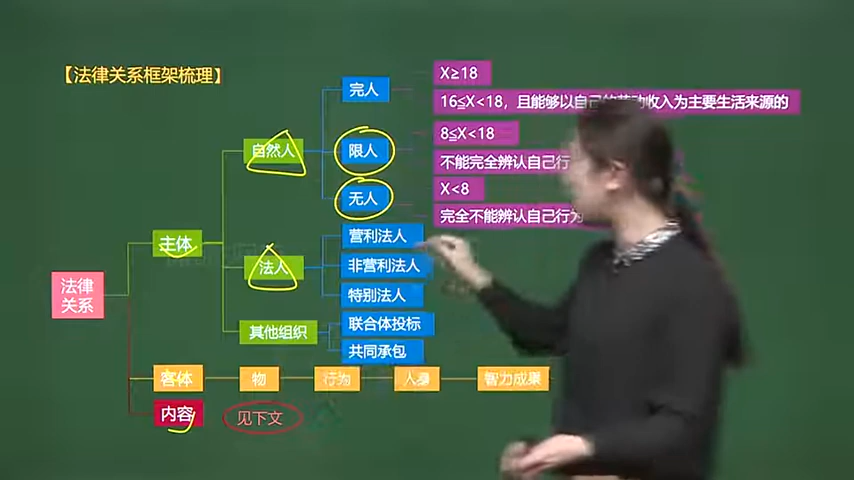 【法律关系框架梳理】
完人
X≥18
16≦X<18，且能够以自己的劳动收入为主要生活来源的
自然人
限人
8≦X<18
不能完全辨认自己行
无人
X<8
完全不能辨认自己行为
主体
法人
营利法人
非营利法人
特别法人
其他组织
联合体投标
共同承包
法律
关系
客体
物
行为
人身
智力成果
内容
见下文